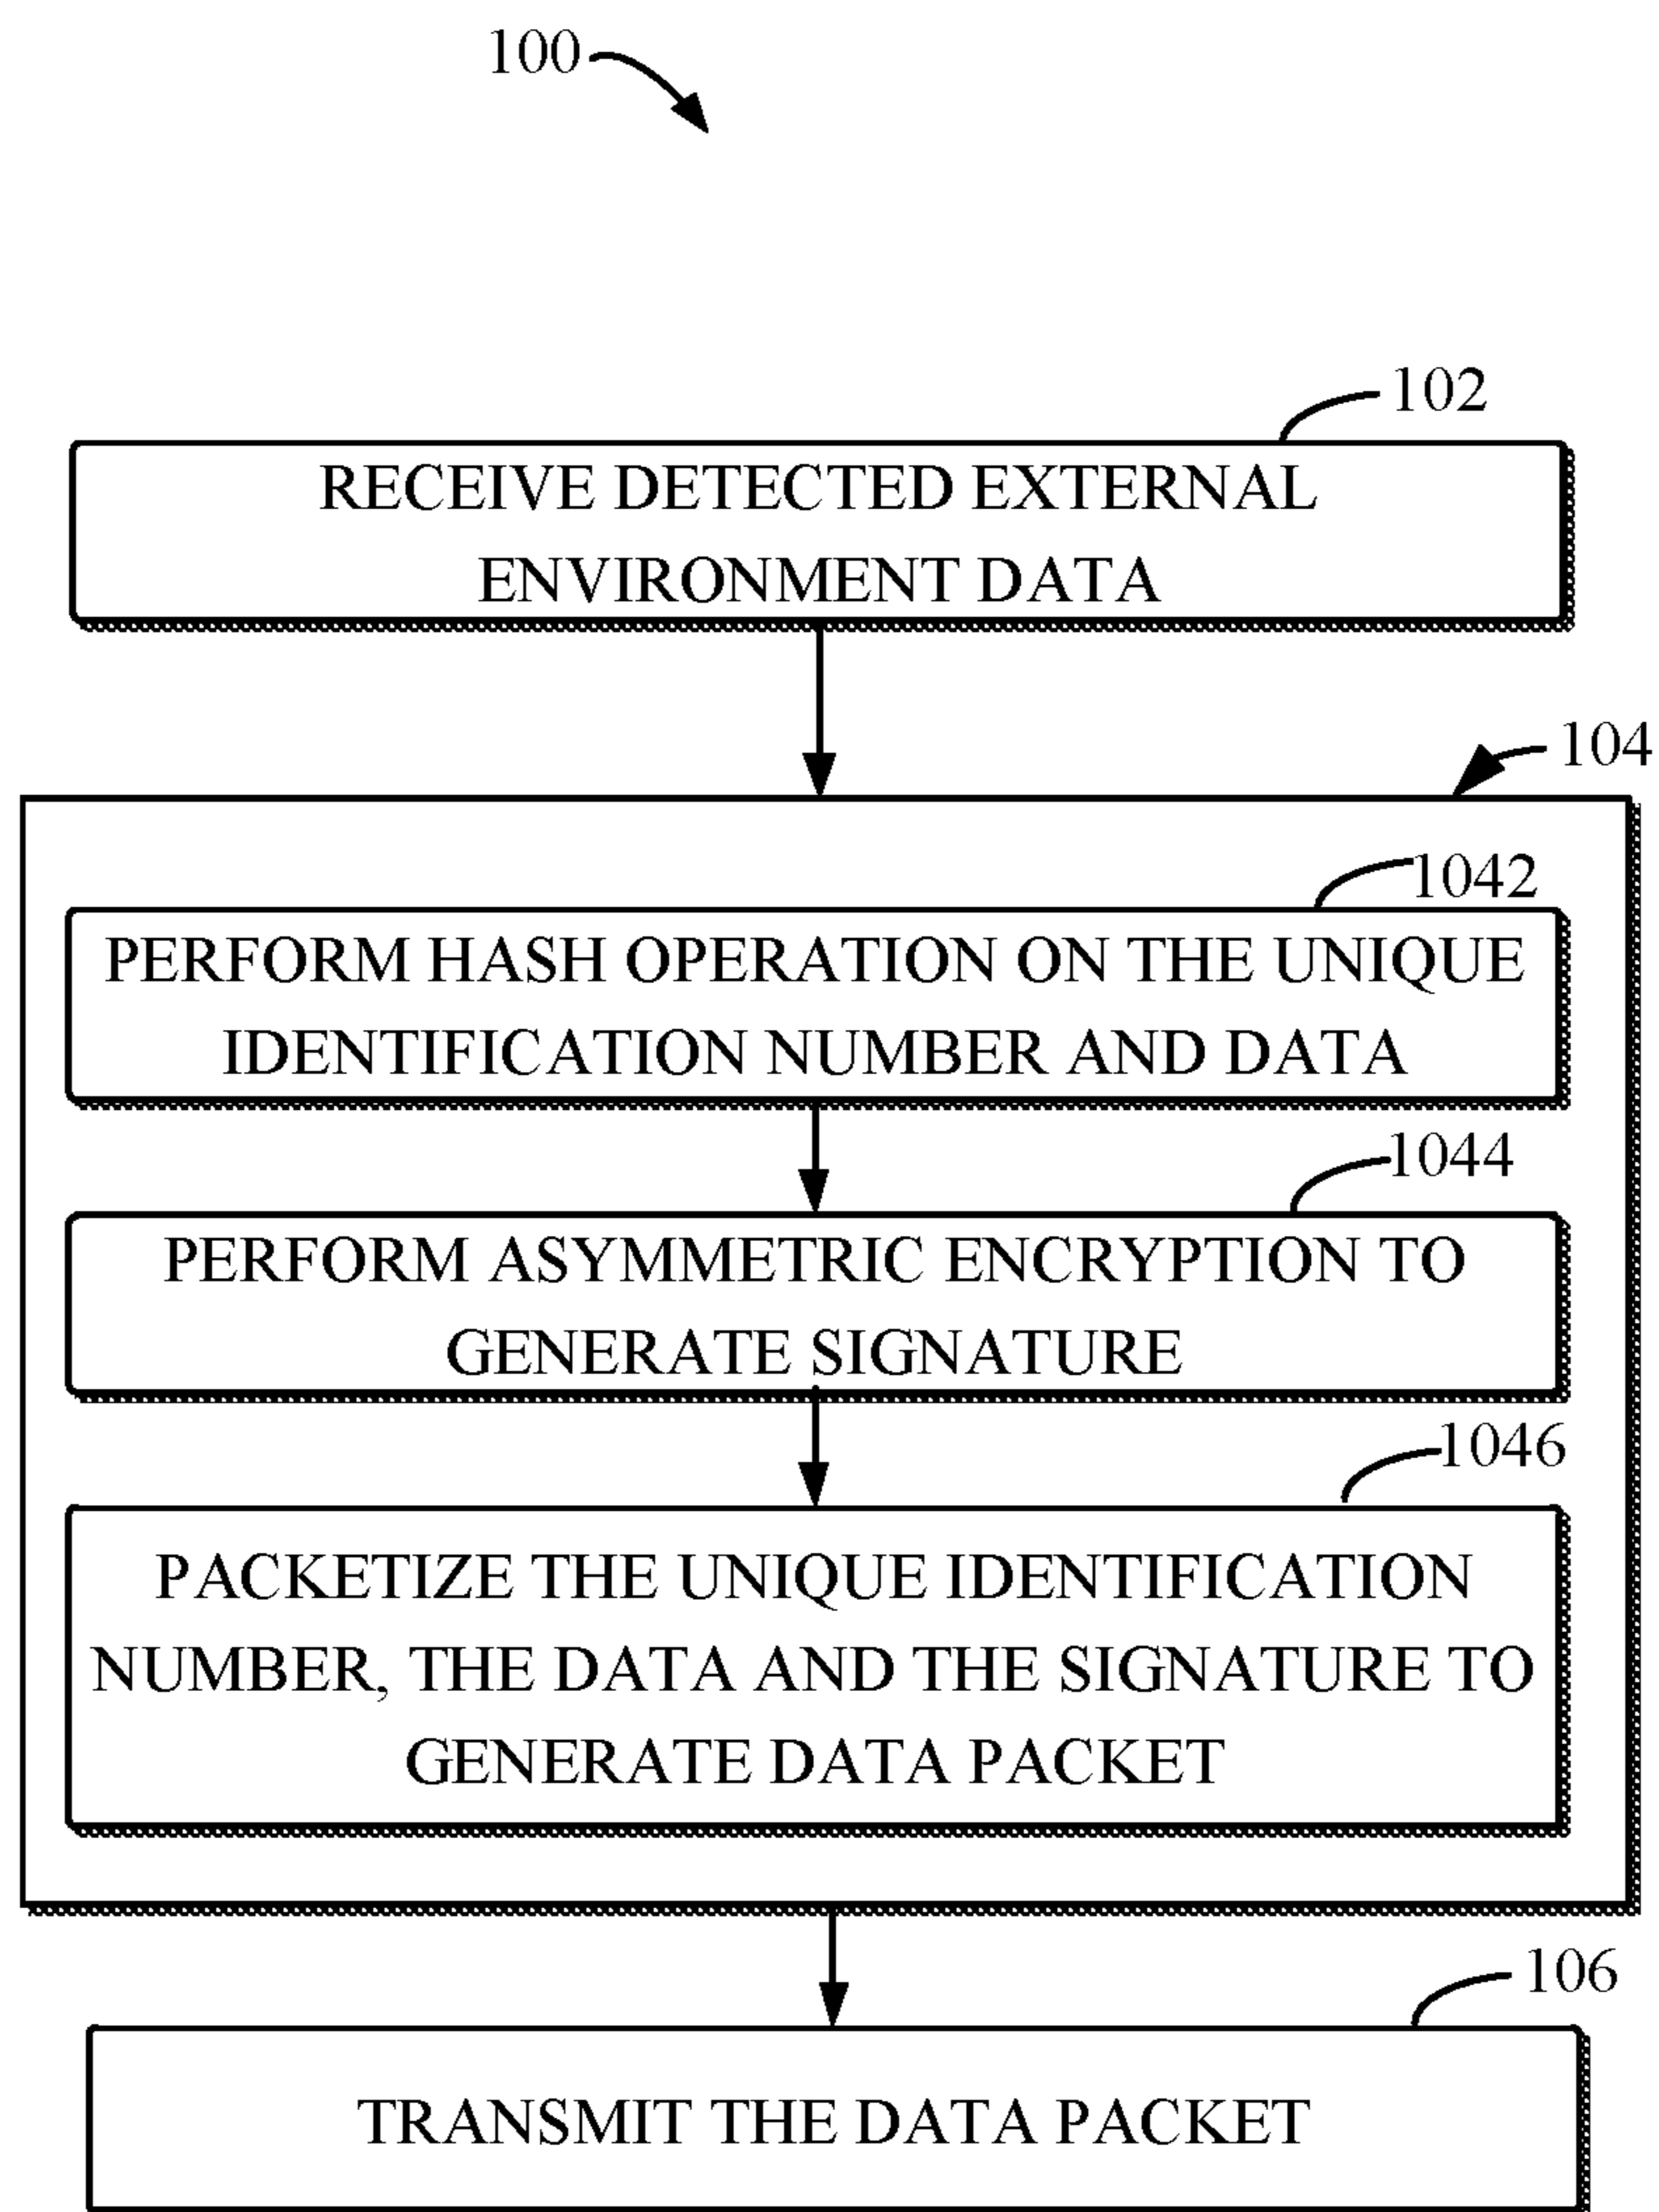 100
102
RECEIVE DETECTED EXTERNAL
ENVIRONMENT DATA
104
1042
PERFORM HASH OPERATION ON THE UNIQUE
IDENTIFICATION NUMBER AND DATA
1044
PERFORM ASYMMETRIC ENCRYPTION TO
GENERATE SIGNATURE
1046
PACKETIZE THE UNIQUE IDENTIFICATION
NUMBER, THE DATA AND THE SIGNATURE TO
GENERATE DATA PACKET
106
TRANSMIT THE DATA PACKET